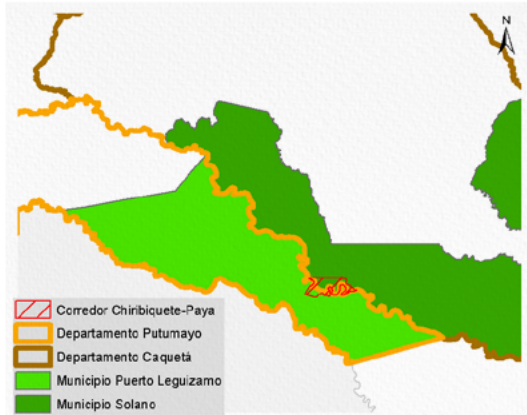 N
Corredor Chiribiquete-Paya
Departamento Putumayo
Departamento Caquetá
Municipio Puerto Leguizamo
Municipio Solano